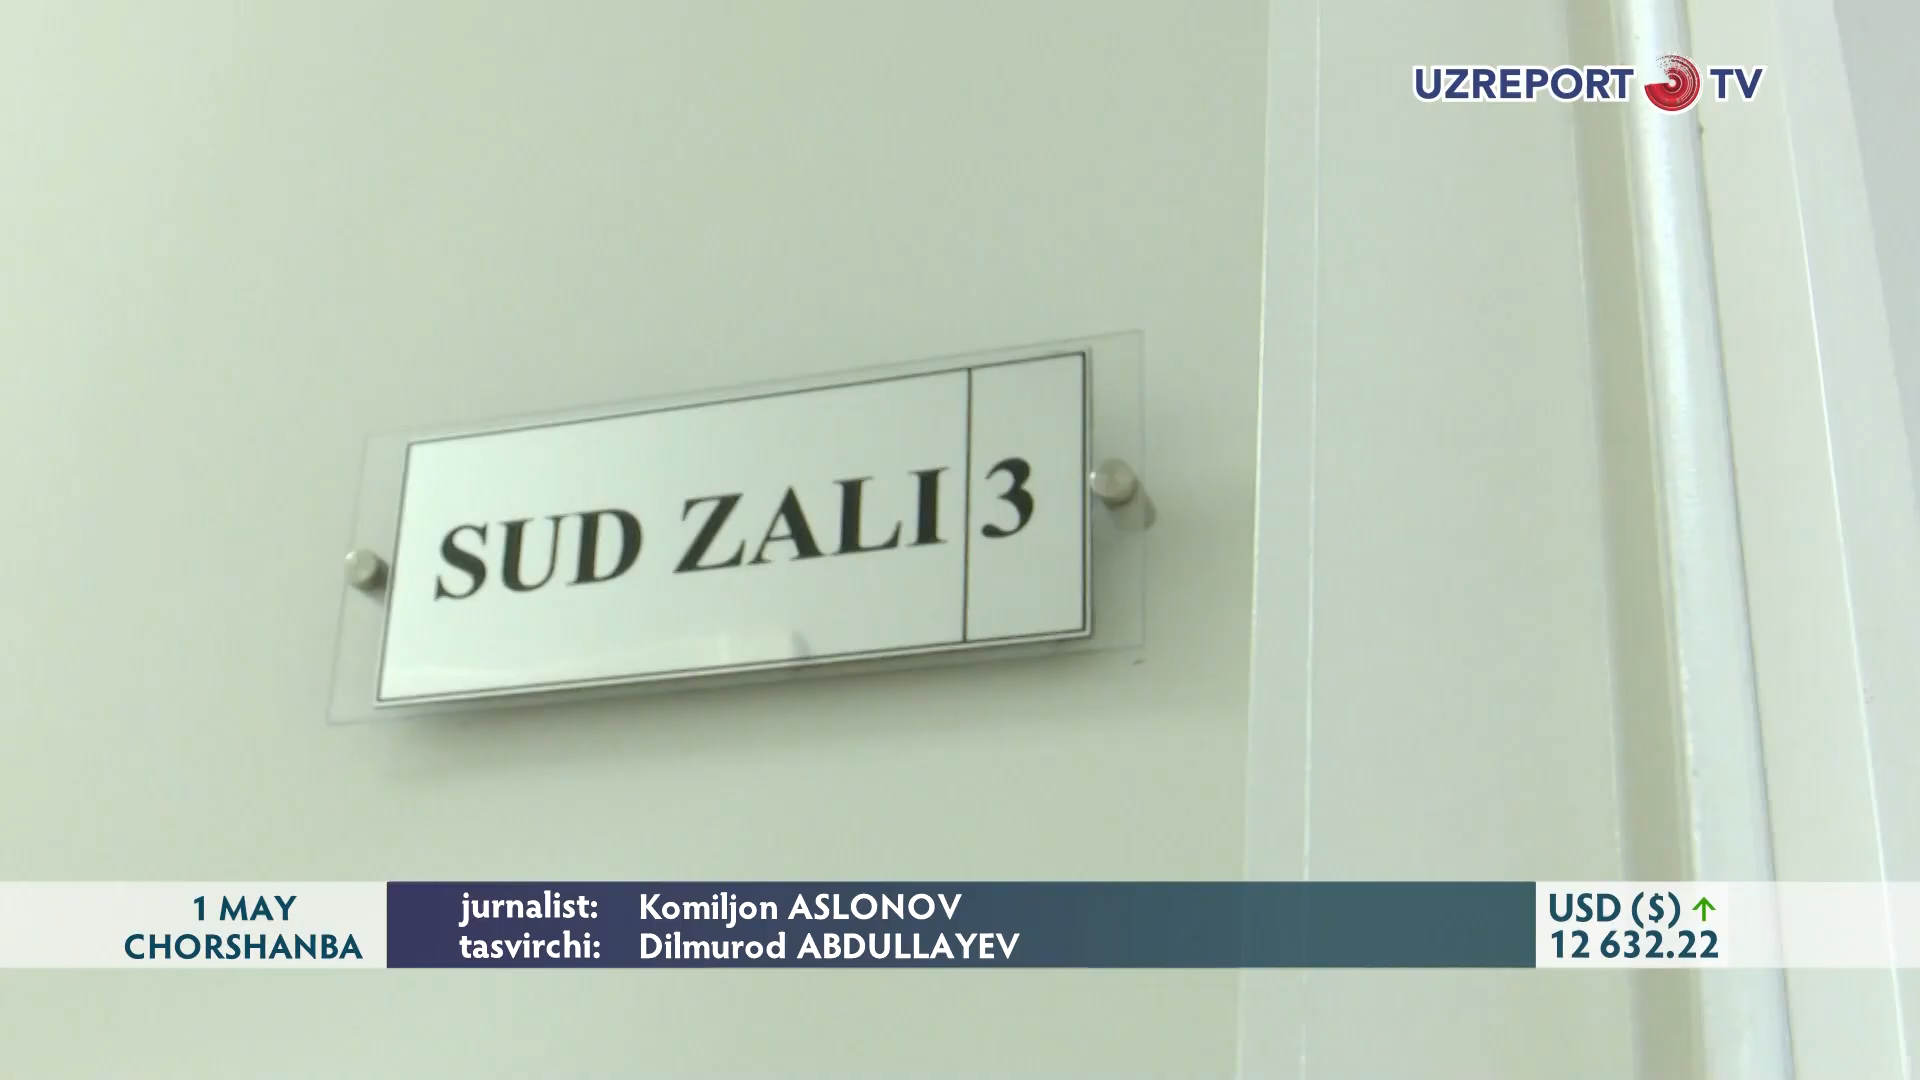 UZREPORT TV
SUD ZALI 3
1 MAY
CHORSHANBA
jurnalist: Komiljon ASLONOV
tasvirchi: Dilmurod ABDULLAYEV
USD ($) ↑
12 632.22